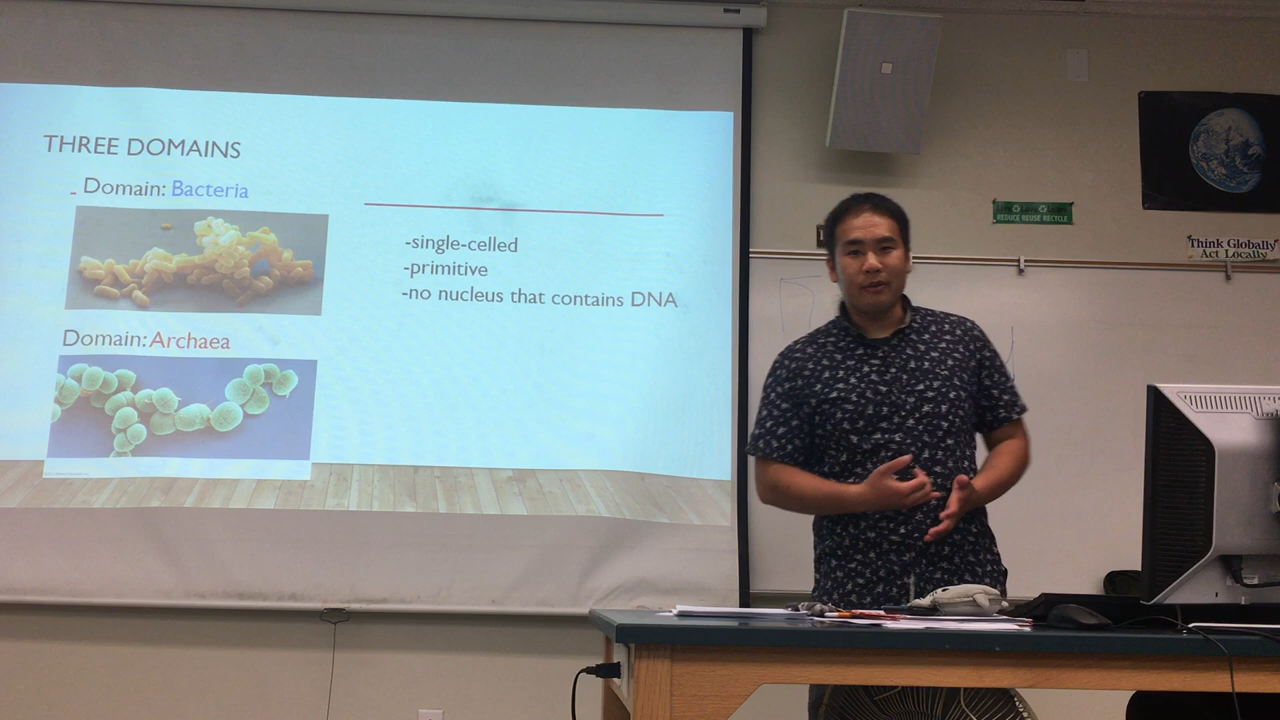 THREE DOMAINS
- Domain: Bacteria
-single-celled
-primitive
-no nucleus that contains DNA
Domain: Archaea
REDUCE REUSE RECYCLE
Think Globally
Act Locally